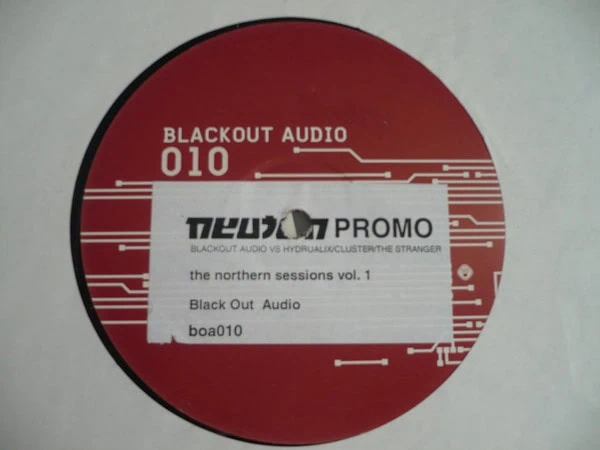 BLACKOUT AUDIO
010
neuton PROMO
BLACKOUT AUDIO VS HYDRUALIX/CLUSTER/THE STRANGER
the northern sessions vol. 1
Black Out Audio
boa010